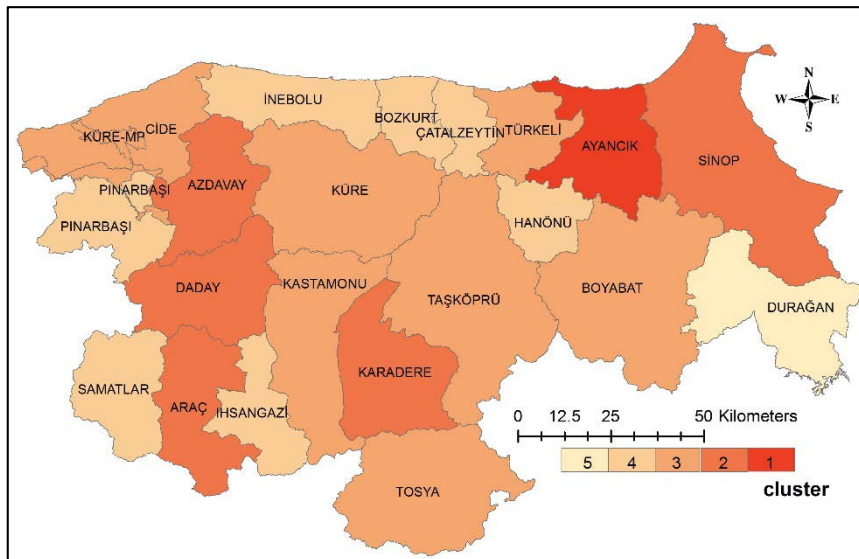 N
W E
S
İNEBOLU
BOZKURT
ÇATALZEYTİN
TÜRKELİ
AYANCIK
SİNOP
KÜRE-MP
CİDE
PINARBAŞI
AZDAVAY
KÜRE
HANÖNÜ
PINARBAŞI
DADAY
KASTAMONU
TAŞKÖPRÜ
BOYABAT
DURAĞAN
SAMATLAR
ARAÇ
IHSANGAZİ
KARADERE
TOSYA
0 12.5 25 50 Kilometers
5 4 3 2 1
cluster